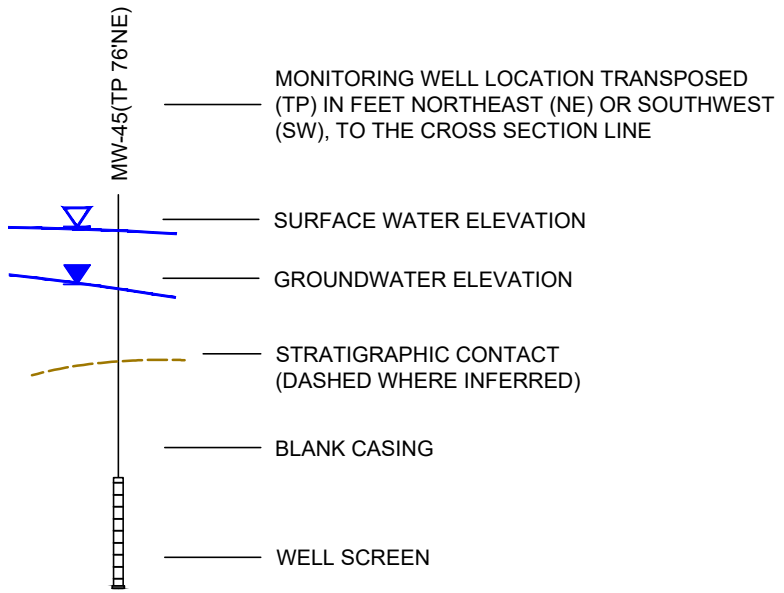 MW-45(TP 76'NE)
MONITORING WELL LOCATION TRANSPOSED
(TP) IN FEET NORTHEAST (NE) OR SOUTHWEST
(SW), TO THE CROSS SECTION LINE
SURFACE WATER ELEVATION
GROUNDWATER ELEVATION
STRATIGRAPHIC CONTACT
(DASHED WHERE INFERRED)
BLANK CASING
WELL SCREEN